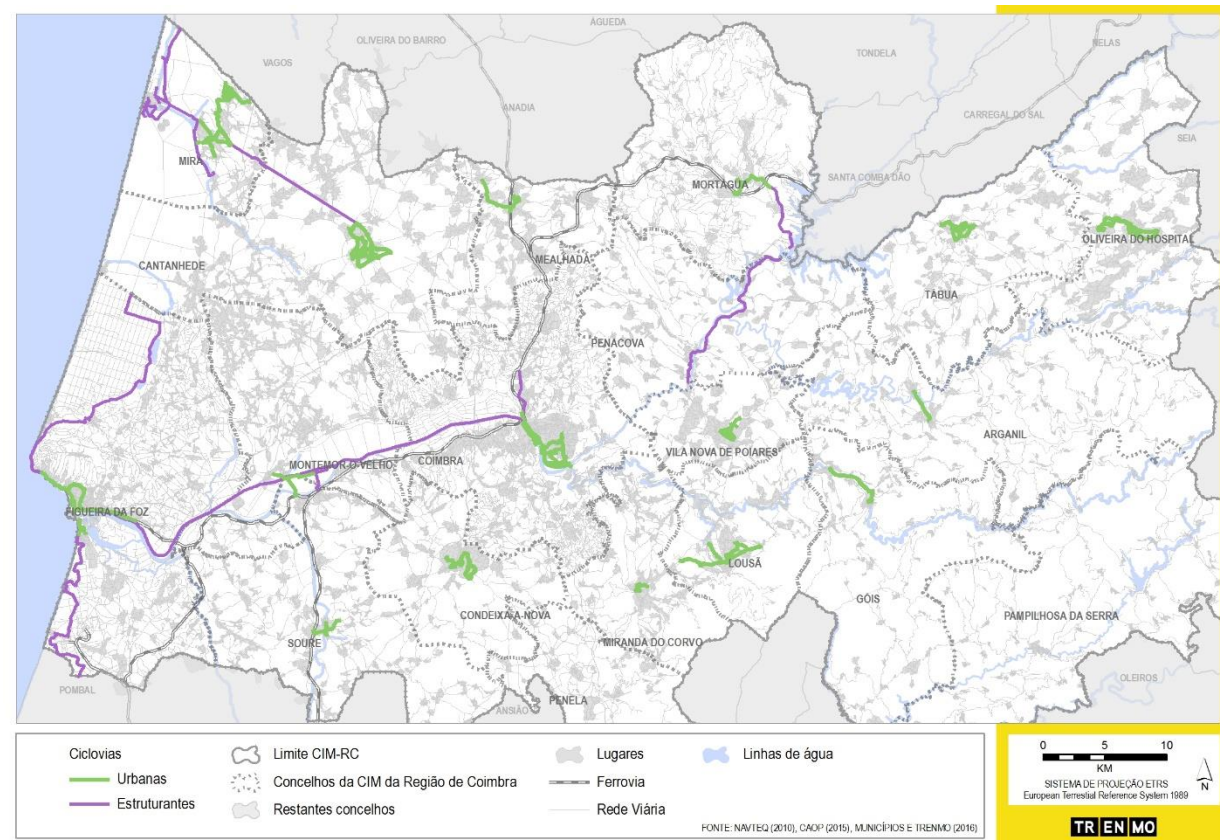 ÁGUEDA
OLIVEIRA DO BAIRRO
TONDELA
NELAS
VAGOS
ANADIA
CARREGAL DO SAL
SEIA
MIRA
MORTÁGUA
SANTA COMBA DÃO
OLIVEIRA DO HOSPITAL
CANTANHEDE
MEALHADA
TÁBUA
PENACOVA
ARGANIL
VILA NOVA DE POIARES
MONTEMOR-O-VELHO
COIMBRA
FIGUEIRA DA FOZ
LOUSÃ
GÓIS
PAMPILHOSA DA SERRA
CONDEIXA-A-NOVA
SOURE
MIRANDA DO CORVO
OLEIROS
POMBAL
PENELA
ANSIÃO
Ciclovias
Urbanas
Estruturantes
Limite CIM-RC
Concelhos da CIM da Região de Coimbra
Restantes concelhos
Lugares
Ferrovia
Rede Viária
Linhas de água
FONTE: NAVTEQ (2010), CAOP (2015), MUNICÍPIOS E TRENMO (2016)
0 5 10
KM
SISTEMA DE PROJEÇÃO ETRS
European Terrestial Reference System 1989
N
TR EN MO